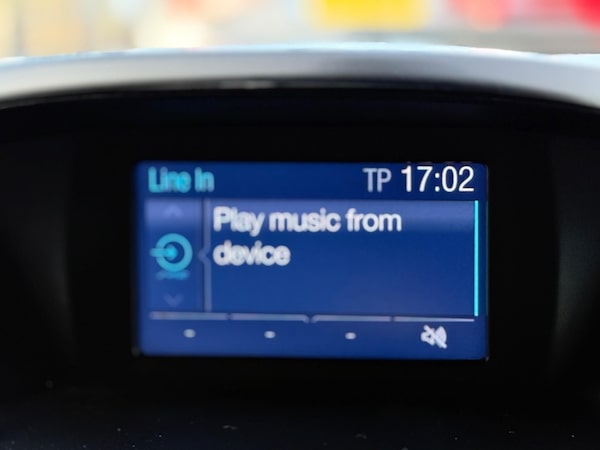 Line In TP 17:02
Play music from
device